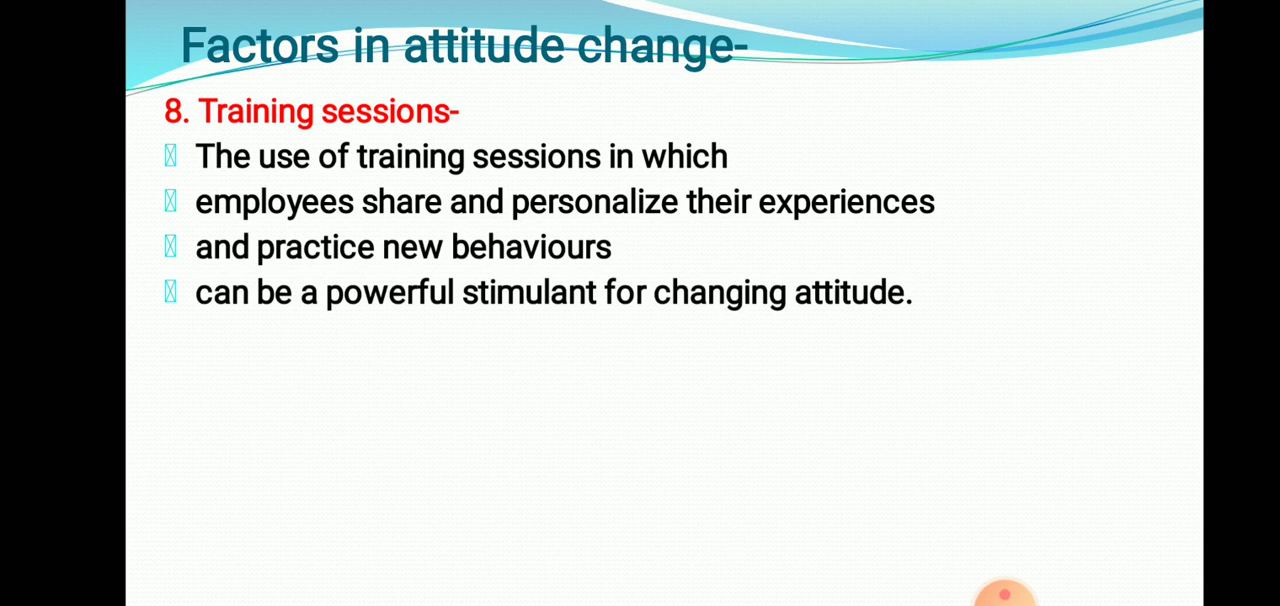 Factors in attitude change-
8. Training sessions-
The use of training sessions in which
employees share and personalize their experiences
and practice new behaviours
can be a powerful stimulant for changing attitude.